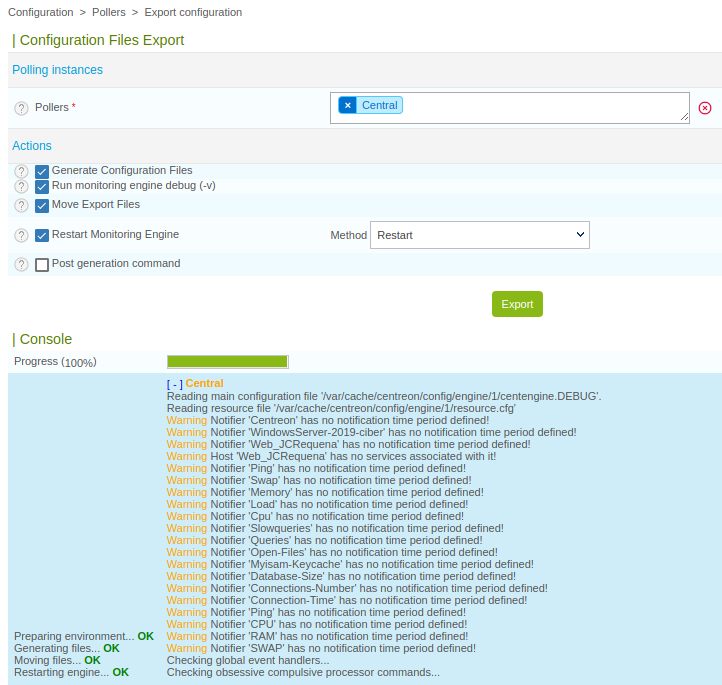 Configuration > Pollers > Export configuration
| Configuration Files Export
Polling instances
? Pollers *
× Central
Actions
? Generate Configuration Files
? Run monitoring engine debug (-v)
? Move Export Files
? Restart Monitoring Engine Method Restart
? Post generation command
Export
| Console
Progress (100%)
[ - ] Central
Reading main configuration file '/var/cache/centreon/config/engine/1/centengine.DEBUG'.
Reading resource file '/var/cache/centreon/config/engine/1/resource.cfg'
Warning Notifier 'Centreon' has no notification time period defined!
Warning Notifier 'WindowsServer-2019-ciber' has no notification time period defined!
Warning Notifier 'Web_JCRequena' has no notification time period defined!
Warning Host 'Web_JCRequena' has no services associated with it!
Warning Notifier 'Ping' has no notification time period defined!
Warning Notifier 'Swap' has no notification time period defined!
Warning Notifier 'Memory' has no notification time period defined!
Warning Notifier 'Load' has no notification time period defined!
Warning Notifier 'Cpu' has no notification time period defined!
Warning Notifier 'Slowqueries' has no notification time period defined!
Warning Notifier 'Queries' has no notification time period defined!
Warning Notifier 'Open-Files' has no notification time period defined!
Warning Notifier 'Myisam-Keycache' has no notification time period defined!
Warning Notifier 'Database-Size' has no notification time period defined!
Warning Notifier 'Connections-Number' has no notification time period defined!
Warning Notifier 'Connection-Time' has no notification time period defined!
Warning Notifier 'Ping' has no notification time period defined!
Warning Notifier 'CPU' has no notification time period defined!
Preparing environment... OK Warning Notifier 'RAM' has no notification time period defined!
Generating files... OK Warning Notifier 'SWAP' has no notification time period defined!
Moving files... OK Checking global event handlers...
Restarting engine... OK Checking obsessive compulsive processor commands...